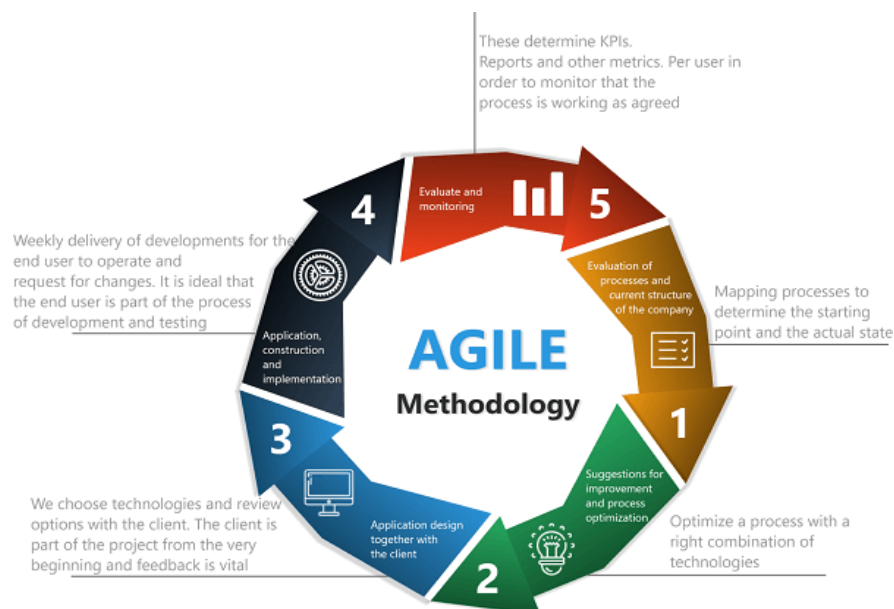 These determine KPIs.
Reports and other metrics. Per user in
order to monitor that the
process is working as agreed
Evaluate and
monitoring
5
Evaluation of
processes and
current structure
of the company
1
Mapping processes to
determine the starting
point and the actual state
Suggestions for
improvement and
process
optimization
2
Optimize a process with a
right combination of
technologies
Application design
together with
the client
3
We choose technologies and review
options with the client. The client is
part of the project from the very
beginning and feedback is vital
Application,
construction
and
implementation
4
Weekly delivery of developments for the
end user to operate and
request for changes. It is ideal that
the end user is part of the process
of development and testing
AGILE
Methodology